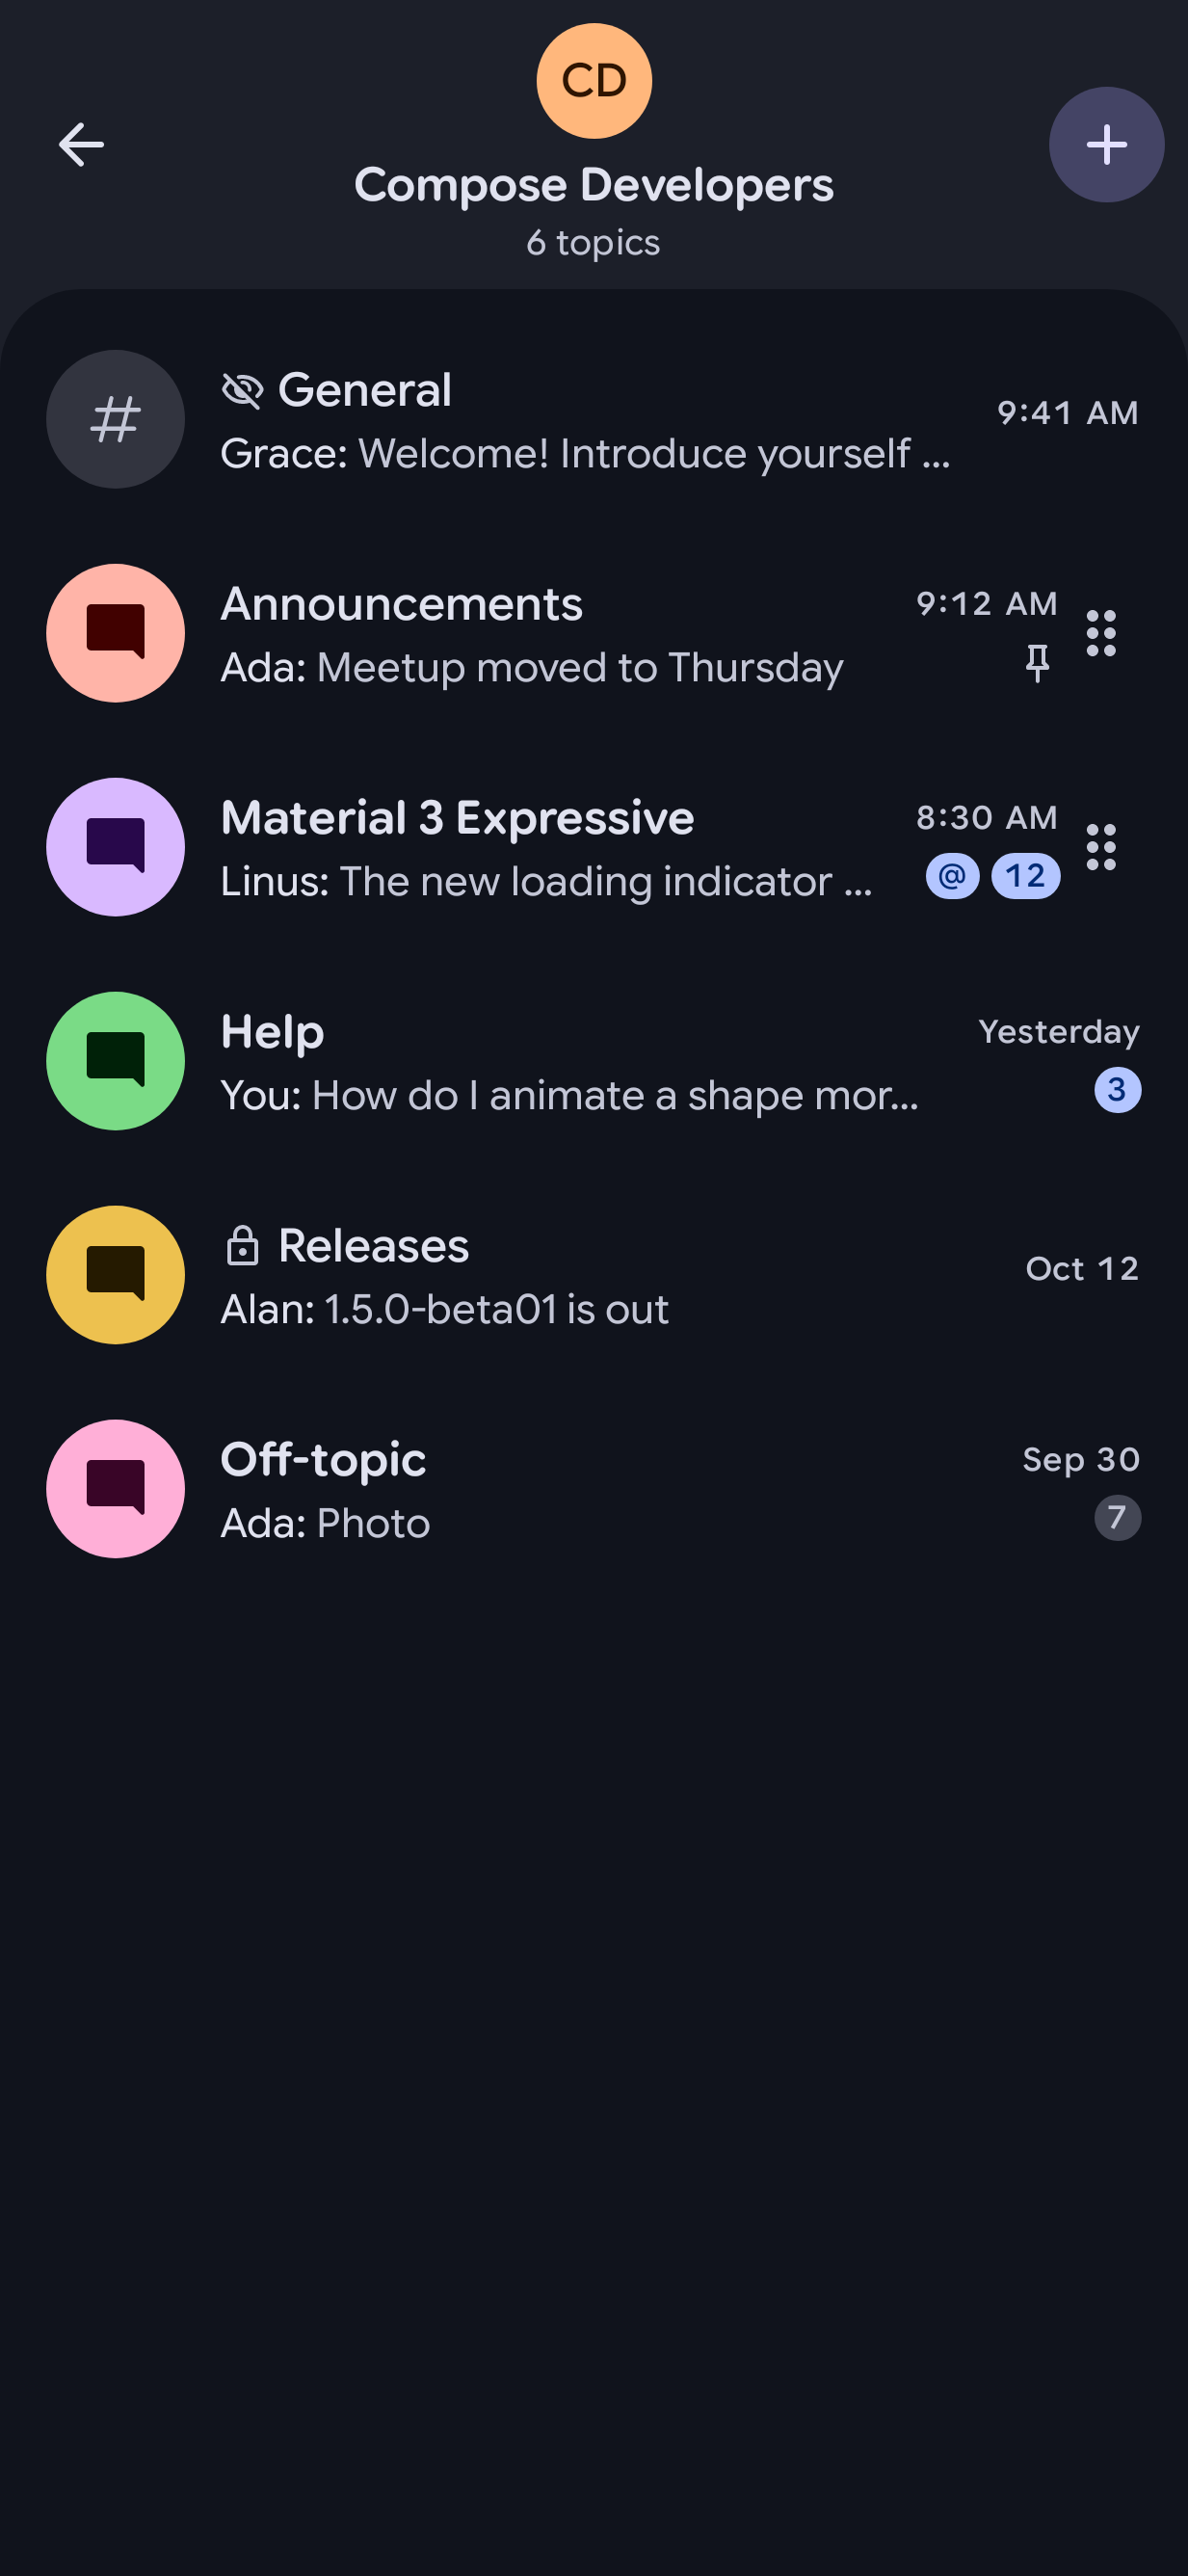 CD
Compose Developers
6 topics
General
9:41 AM
Grace: Welcome! Introduce yourself ...
Announcements
9:12 AM
Ada: Meetup moved to Thursday
Material 3 Expressive
8:30 AM
Linus: The new loading indicator ...
@ 12
Help
Yesterday
You: How do I animate a shape mor...
3
Releases
Oct 12
Alan: 1.5.0-beta01 is out
Off-topic
Sep 30
Ada: Photo
7